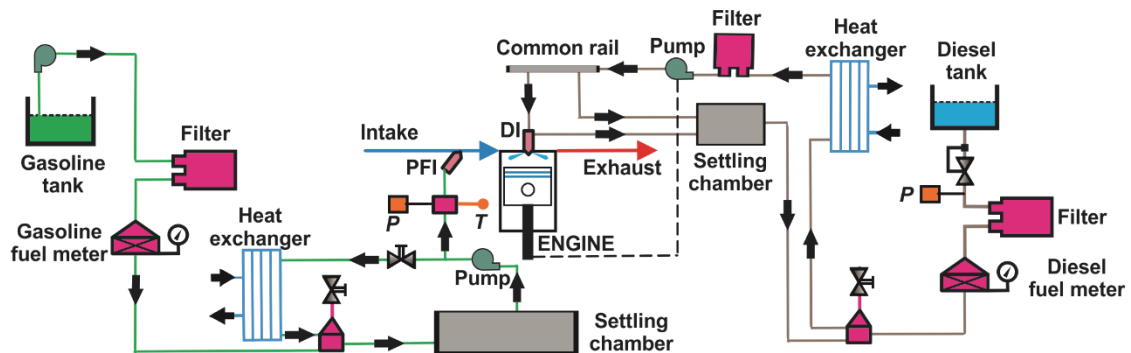 Gasoline
tank
Filter
Gasoline
fuel meter
Heat
exchanger
Intake
PFI
P
T
Pump
Settling
chamber
Common rail
DI
ENGINE
Exhaust
Pump
Filter
Settling
chamber
Heat
exchanger
Diesel
tank
P
Filter
Diesel
fuel meter